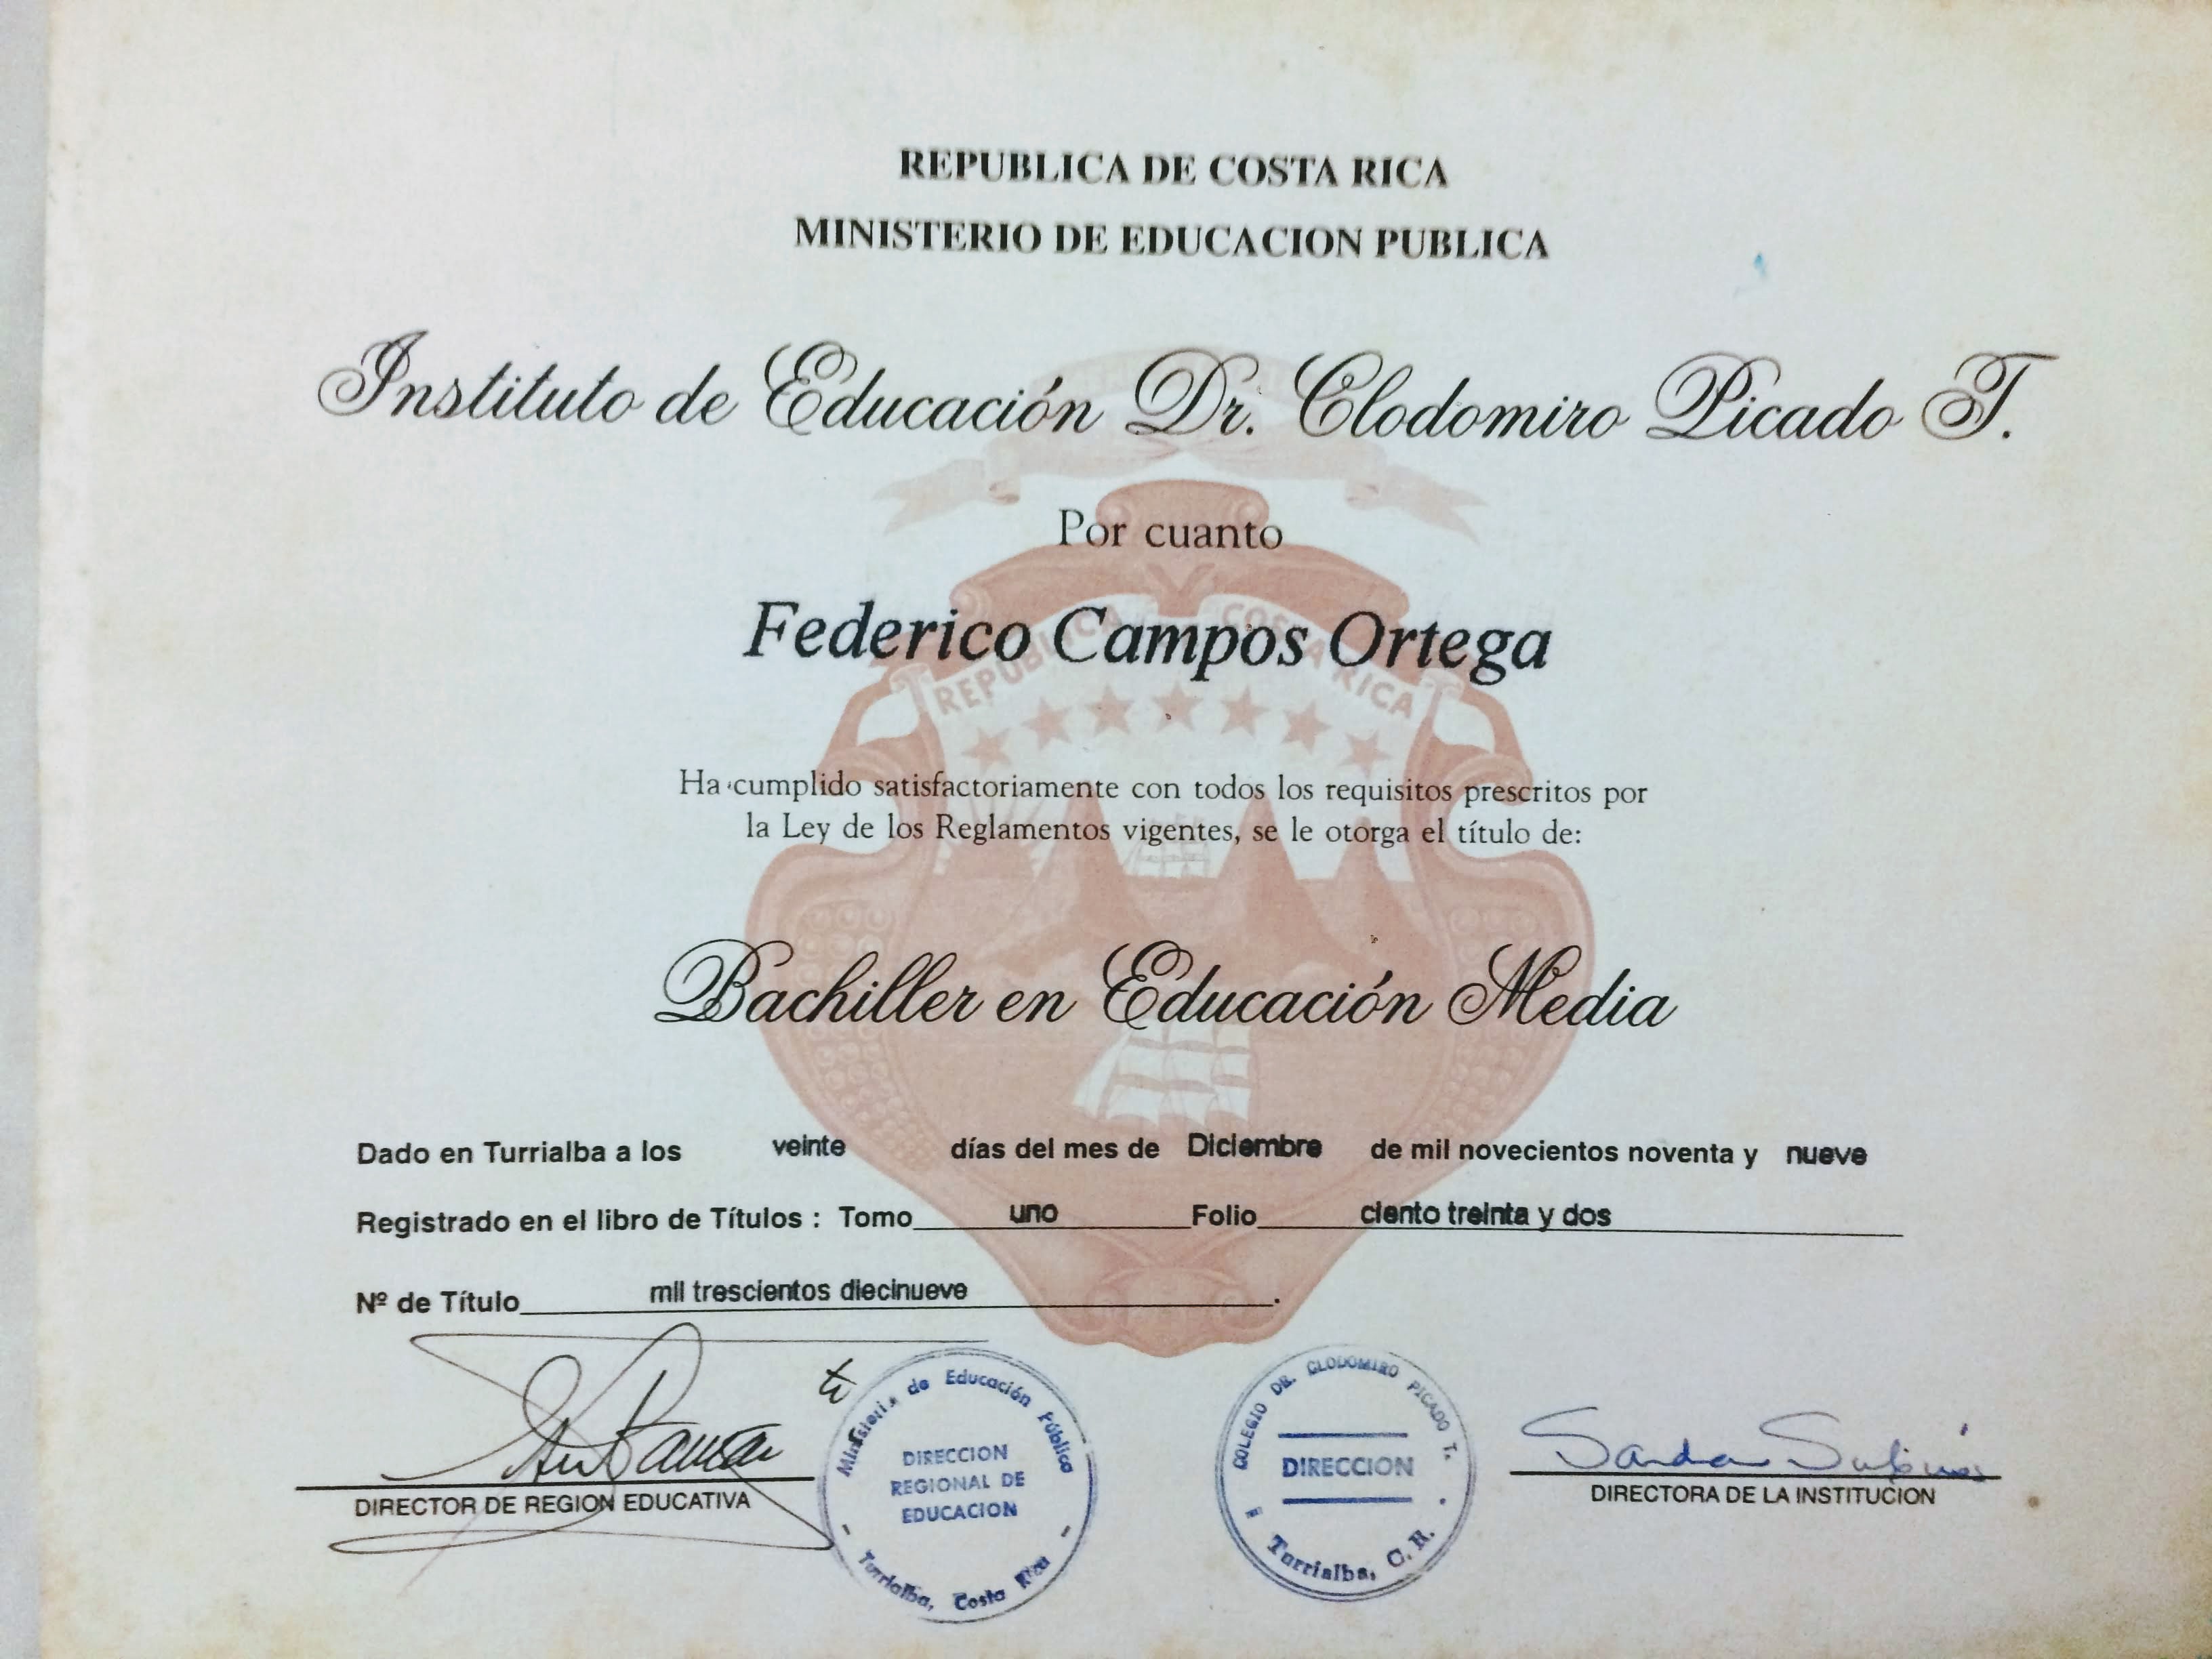 REPUBLICA DE COSTA RICA
MINISTERIO DE EDUCACION PUBLICA
Instituto de Educación Dr. Clodomiro Picado T.
Por cuanto
Federico Campos Ortega
REPUBLICA COSTA RICA
Ha cumplido satisfactoriamente con todos los requisitos prescritos por
la Ley de los Reglamentos vigentes, se le otorga el título de:
Bachiller en Educación Media
Dado en Turrialba a los veinte días del mes de Diciembre de mil novecientos noventa y nueve
Registrado en el libro de Títulos : Tomo uno Folio ciento treinta y dos
Nº de Título mil trescientos diecinueve.
DIRECTOR DE REGION EDUCATIVA
Ministerio de Educación Pública
DIRECCION
REGIONAL DE
EDUCACION
- Turrialba, Costa Rica -
COLEGIO DR. CLODOMIRO PICADO T.
DIRECCION
Turrialba, C. R.
Sandra
DIRECTORA DE LA INSTITUCION